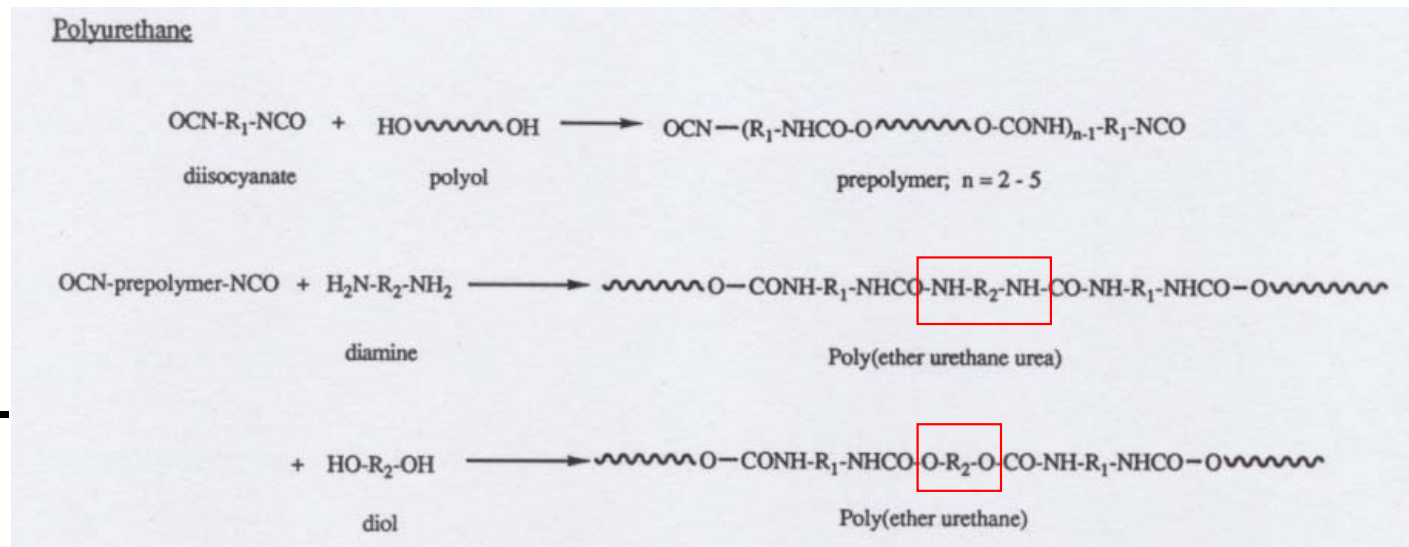 Polyurethane
OCN-R₁-NCO + HO OH OCN—(R₁-NHCO-O O-CONH)ₙ₋₁-R₁-NCO
diisocyanate polyol prepolymer; n = 2 - 5
OCN-prepolymer-NCO + H₂N-R₂-NH₂ O—CONH-R₁-NHCO-NH-R₂-NH-CO-NH-R₁-NHCO—O
diamine Poly(ether urethane urea)
+ HO-R₂-OH O—CONH-R₁-NHCO-O-R₂-O-CO-NH-R₁-NHCO—O
diol Poly(ether urethane)